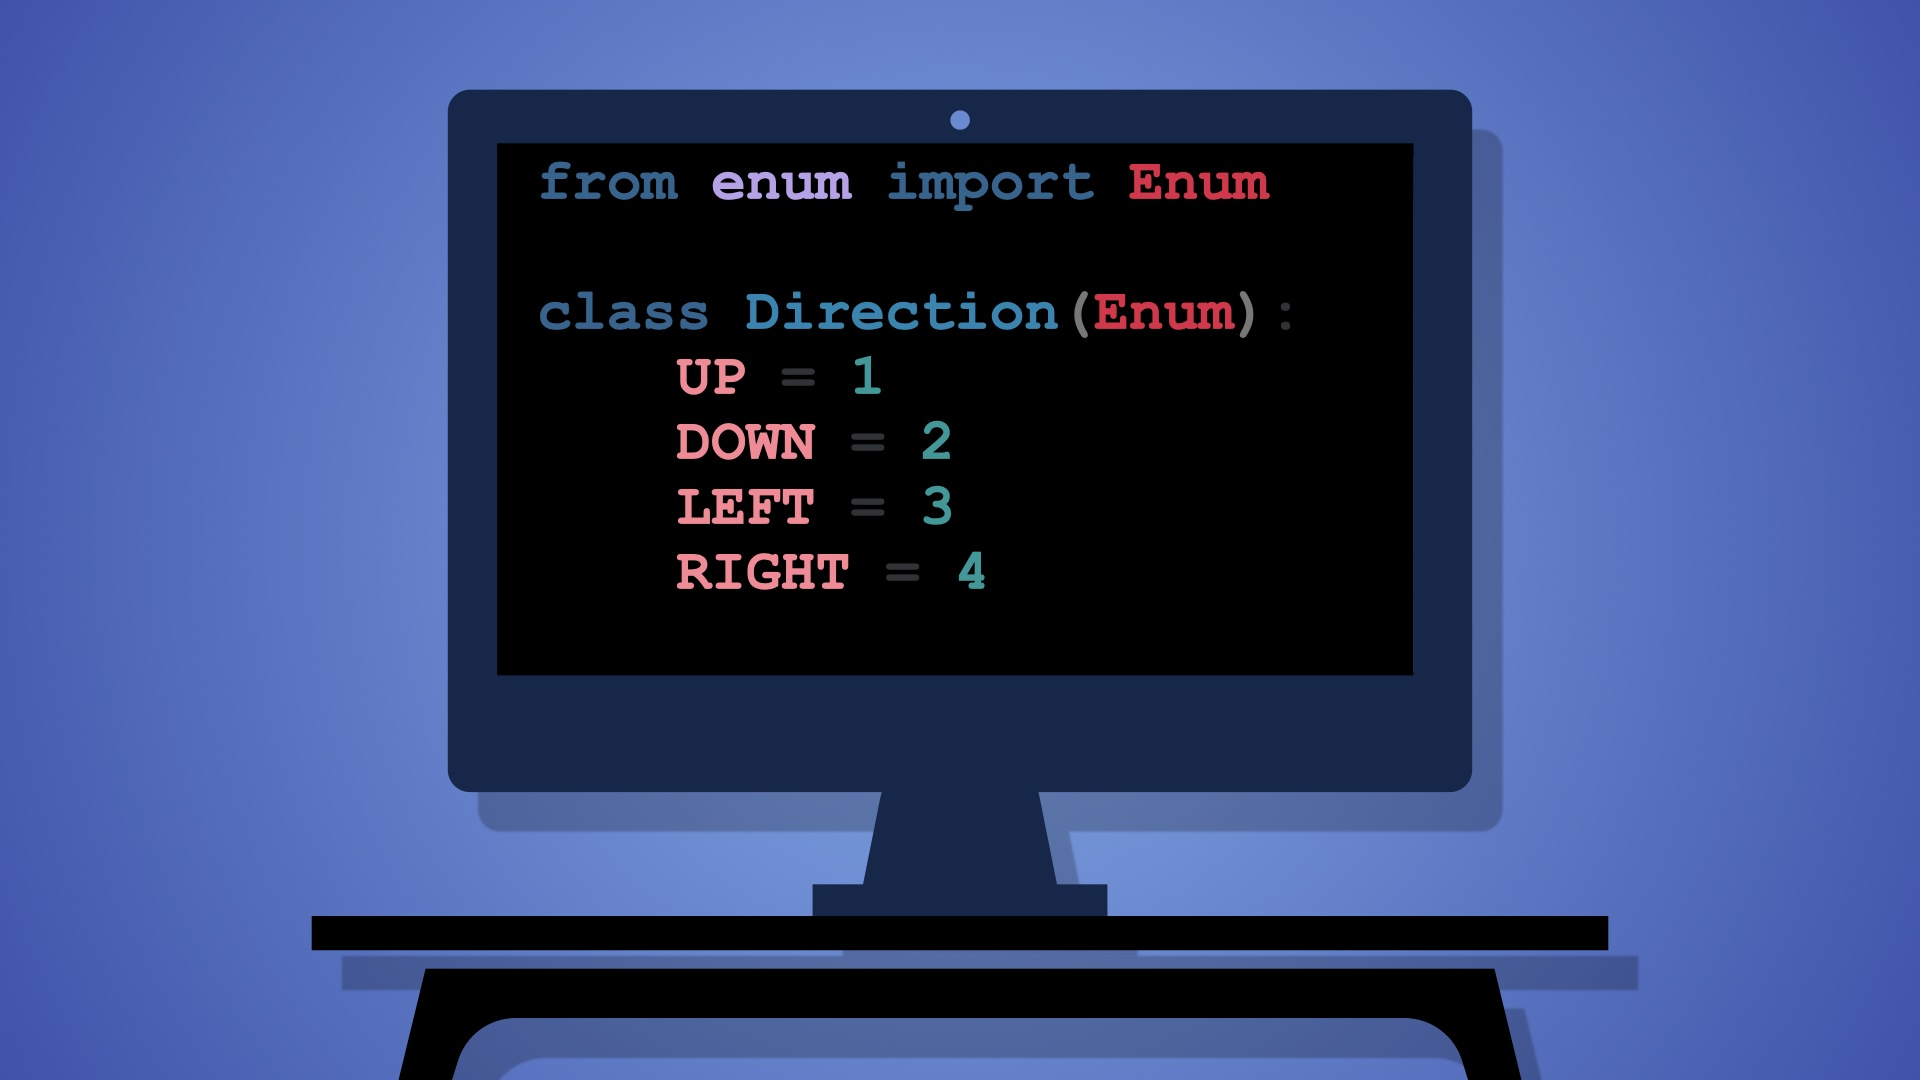 from enum import Enum
class Direction(Enum):
    UP = 1
    DOWN = 2
    LEFT = 3
    RIGHT = 4